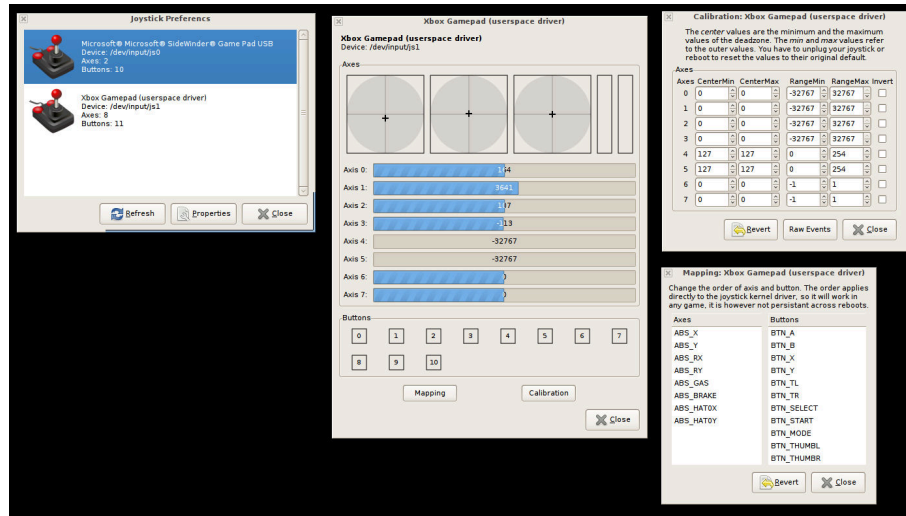 Joystick Preferencs
Microsoft® Microsoft® SideWinder® Game Pad USB
Device: /dev/input/js0
Axes: 2
Buttons: 10
Xbox Gamepad (userspace driver)
Device: /dev/input/js1
Axes: 8
Buttons: 11
Refresh
Properties
Close
Xbox Gamepad (userspace driver)
Xbox Gamepad (userspace driver)
Device: /dev/input/js1
Axes
Axis 0: 164
Axis 1: 3641
Axis 2: 197
Axis 3: -113
Axis 4: -32767
Axis 5: -32767
Axis 6: 0
Axis 7: 0
Buttons
0 1 2 3 4 5 6 7
8 9 10
Mapping
Calibration
Close
Calibration: Xbox Gamepad (userspace driver)
The center values are the minimum and the maximum
values of the deadzone. The min and max values refer
to the outer values. You have to unplug your joystick or
reboot to reset the values to their original default.
Axes
Axes CenterMin CenterMax RangeMin RangeMax Invert
0 0 0 -32767 32767
1 0 0 -32767 32767
2 0 0 -32767 32767
3 0 0 -32767 32767
4 127 127 0 254
5 127 127 0 254
6 0 0 -1 1
7 0 0 -1 1
Revert
Raw Events
Close
Mapping: Xbox Gamepad (userspace driver)
Change the order of axis and button. The order applies
directly to the joystick kernel driver, so it will work in
any game, it is however not persistant across reboots.
Axes
ABS_X
ABS_Y
ABS_RX
ABS_RY
ABS_GAS
ABS_BRAKE
ABS_HAT0X
ABS_HAT0Y
Buttons
BTN_A
BTN_B
BTN_X
BTN_Y
BTN_TL
BTN_TR
BTN_SELECT
BTN_START
BTN_MODE
BTN_THUMBL
BTN_THUMBR
Revert
Close